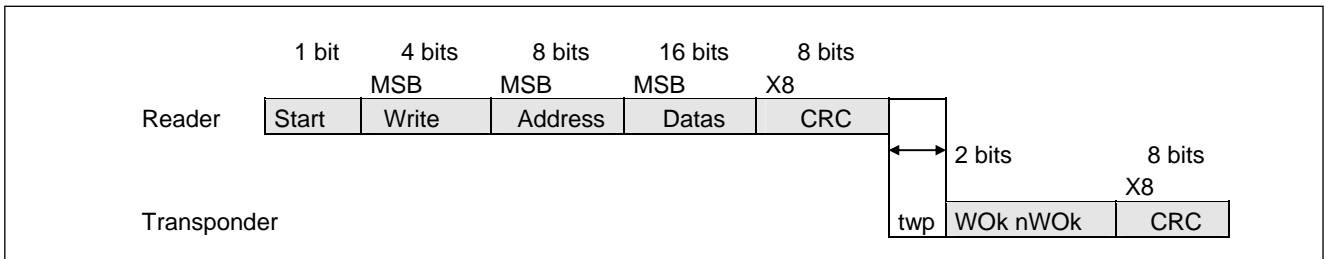 1 bit 4 bits 8 bits 16 bits 8 bits
MSB MSB MSB X8
Reader Start Write Address Datas CRC
2 bits 8 bits
X8
Transponder twp WOk nWOk CRC